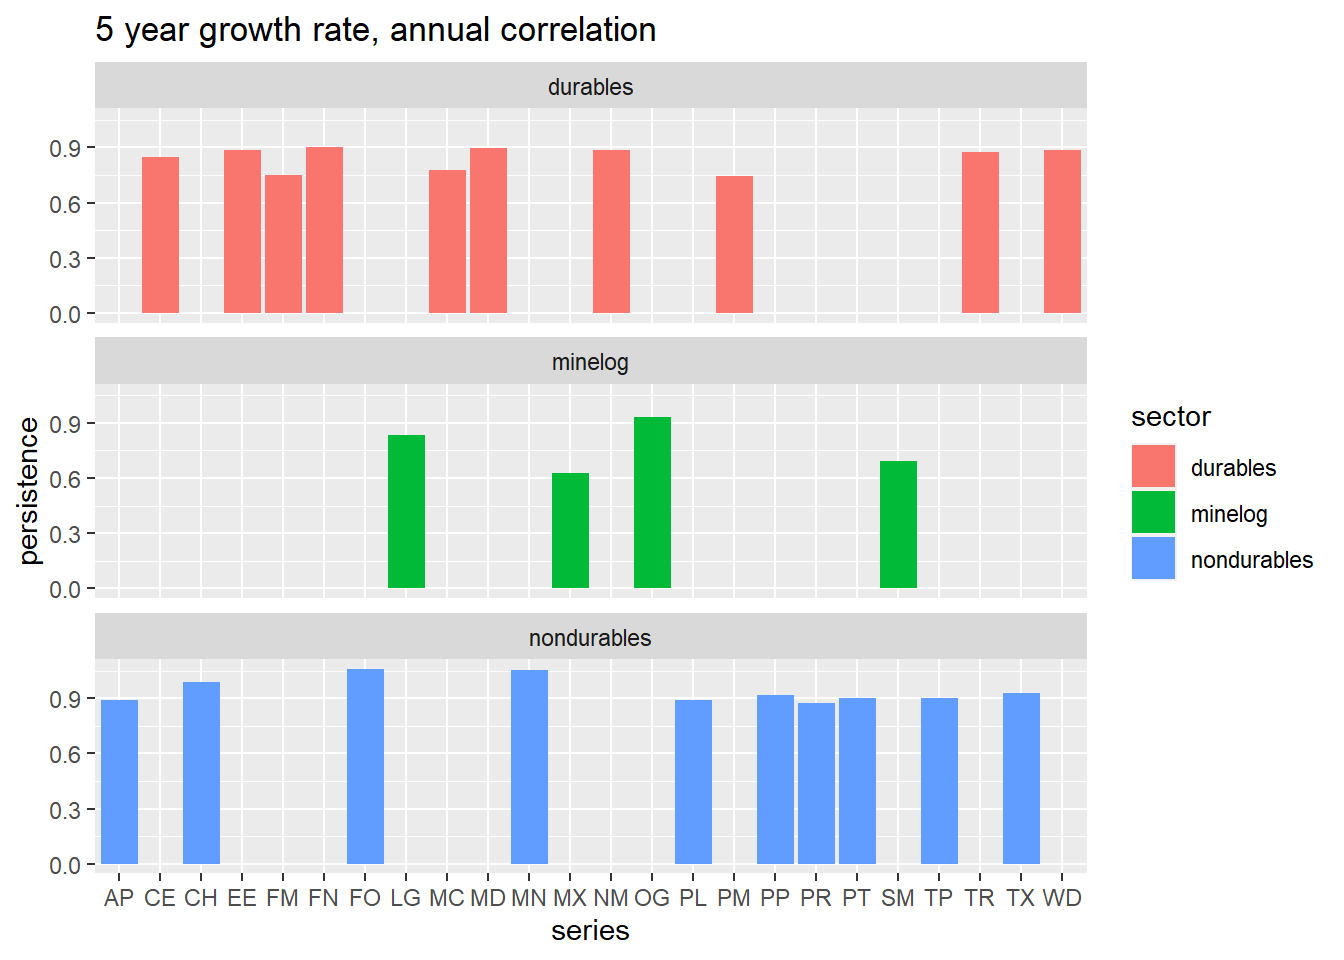 5 year growth rate, annual correlation
durables
0.9
0.6
0.3
0.0
minelog
0.9
0.6
0.3
0.0
nondurables
0.9
0.6
0.3
0.0
AP CE CH EE FM FN FO LG MC MD MN MX NM OG PL PM PP PR PT SM TP TR TX WD
series
persistence
sector
durables
minelog
nondurables